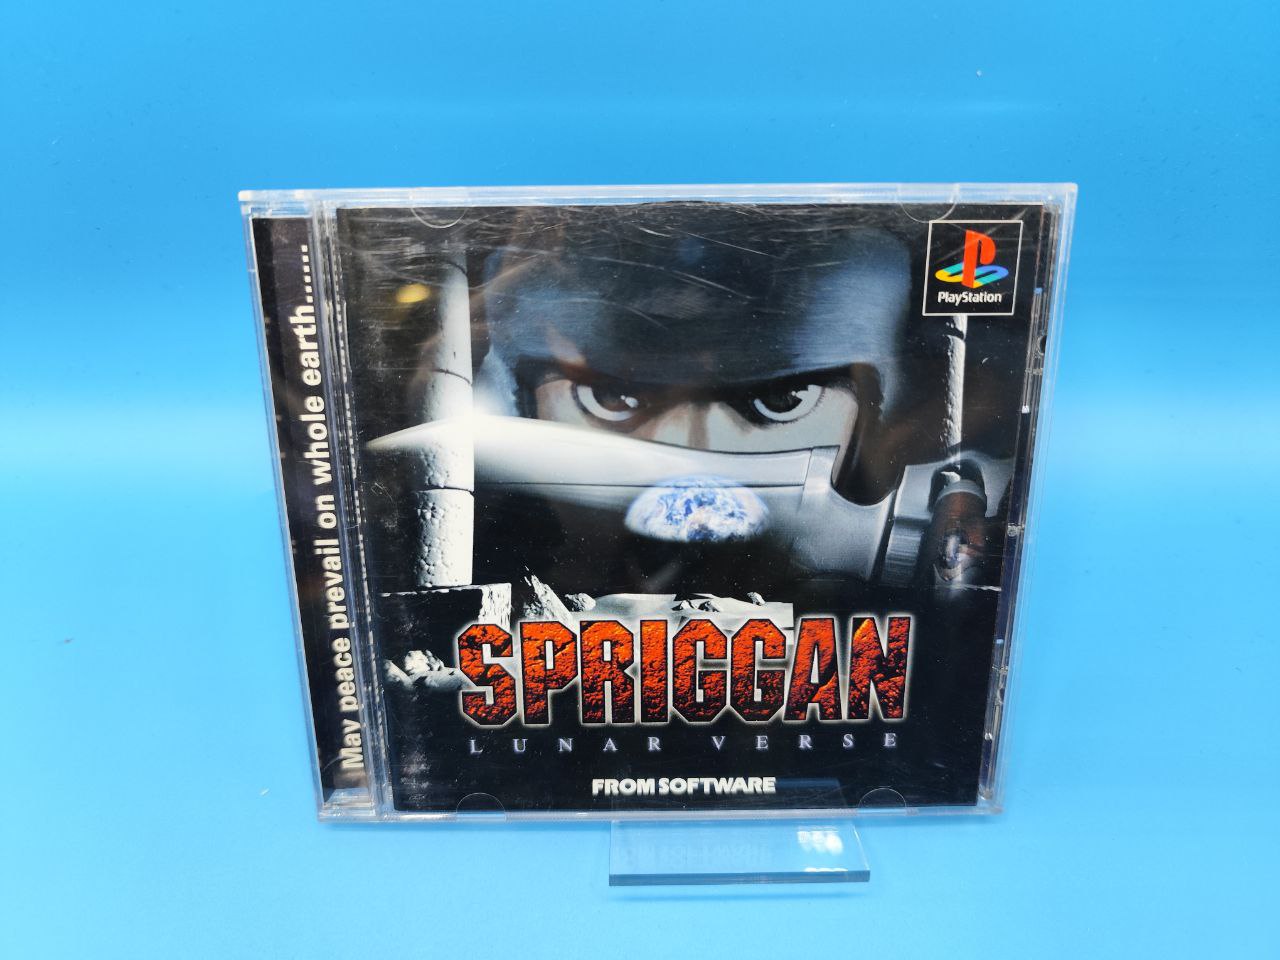 May peace prevail on whole earth......
PlayStation
SPRIGGAN
LUNAR VERSE
FROM SOFTWARE